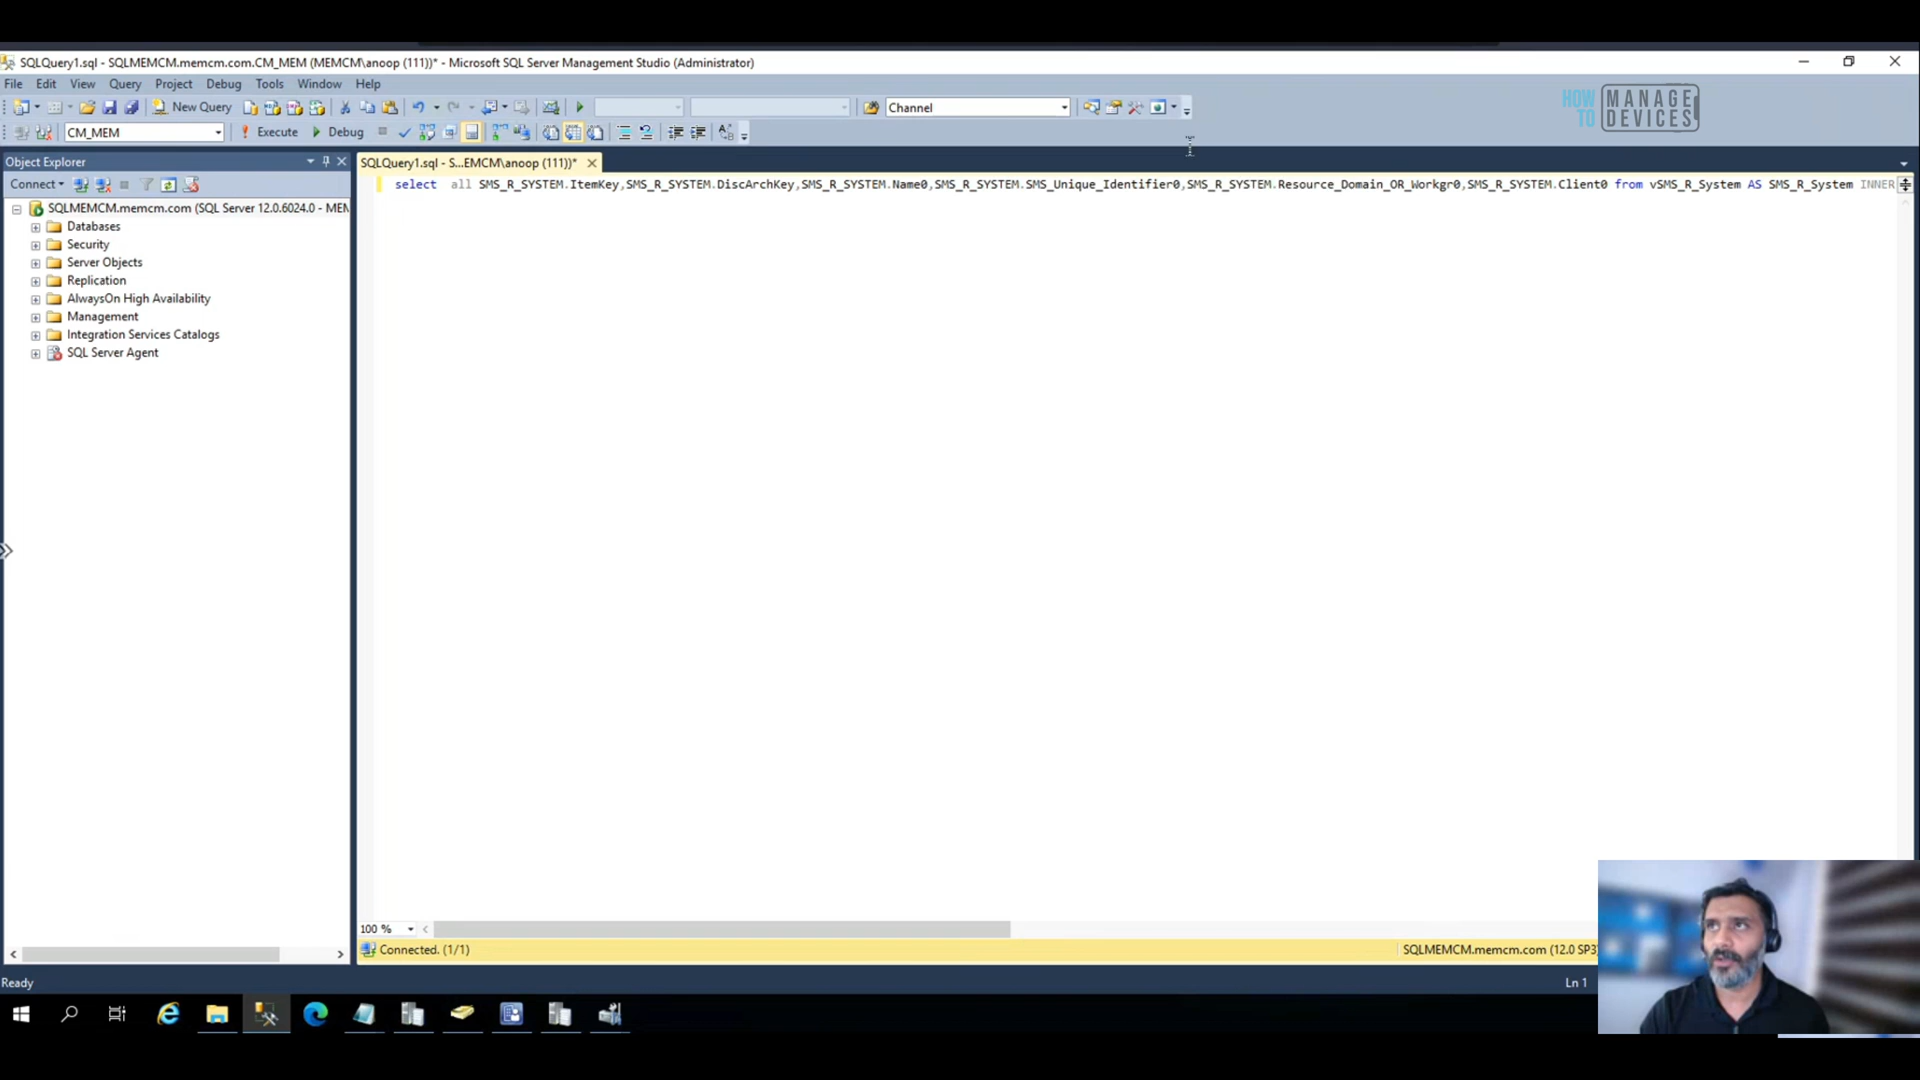 SQLQuery1.sql - SQLMEMCM.memcm.com.CM_MEM (MEMCM\anoop (111))* - Microsoft SQL Server Management Studio (Administrator)
File Edit View Query Project Debug Tools Window Help
New Query
Channel
CM_MEM
Execute
Debug
HOW TO MANAGE DEVICES
Object Explorer
SQLQuery1.sql - S...EMCM\anoop (111))*
Connect
select all SMS_R_SYSTEM.ItemKey,SMS_R_SYSTEM.DiscArchKey,SMS_R_SYSTEM.Name0,SMS_R_SYSTEM.SMS_Unique_Identifier0,SMS_R_SYSTEM.Resource_Domain_OR_Workgr0,SMS_R_SYSTEM.Client0 from vSMS_R_System AS SMS_R_System INNER
SQLMEMCM.memcm.com (SQL Server 12.0.6024.0 - MEM
Databases
Security
Server Objects
Replication
AlwaysOn High Availability
Management
Integration Services Catalogs
SQL Server Agent
100 %
Connected. (1/1)
SQLMEMCM.memcm.com (12.0 SP3)
Ready
Ln 1